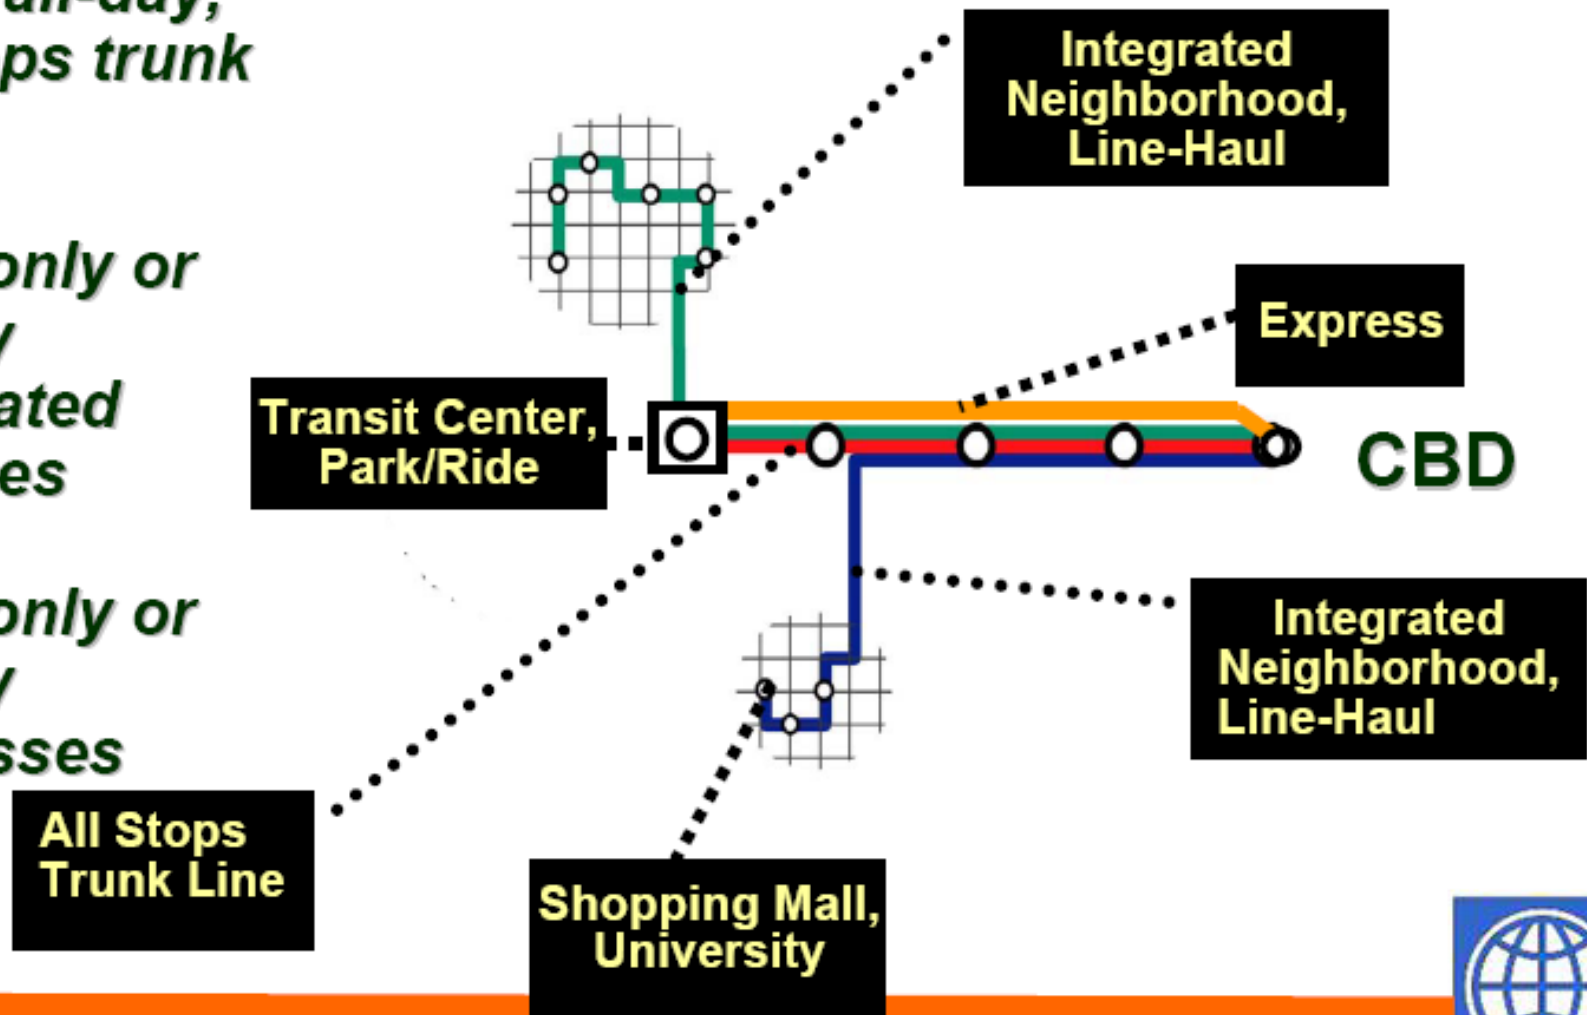 ps trunk
only or
ated
es
only or
sses
Integrated
Neighborhood,
Line-Haul
Express
Transit Center,
Park/Ride
CBD
Integrated
Neighborhood,
Line-Haul
All Stops
Trunk Line
Shopping Mall,
University